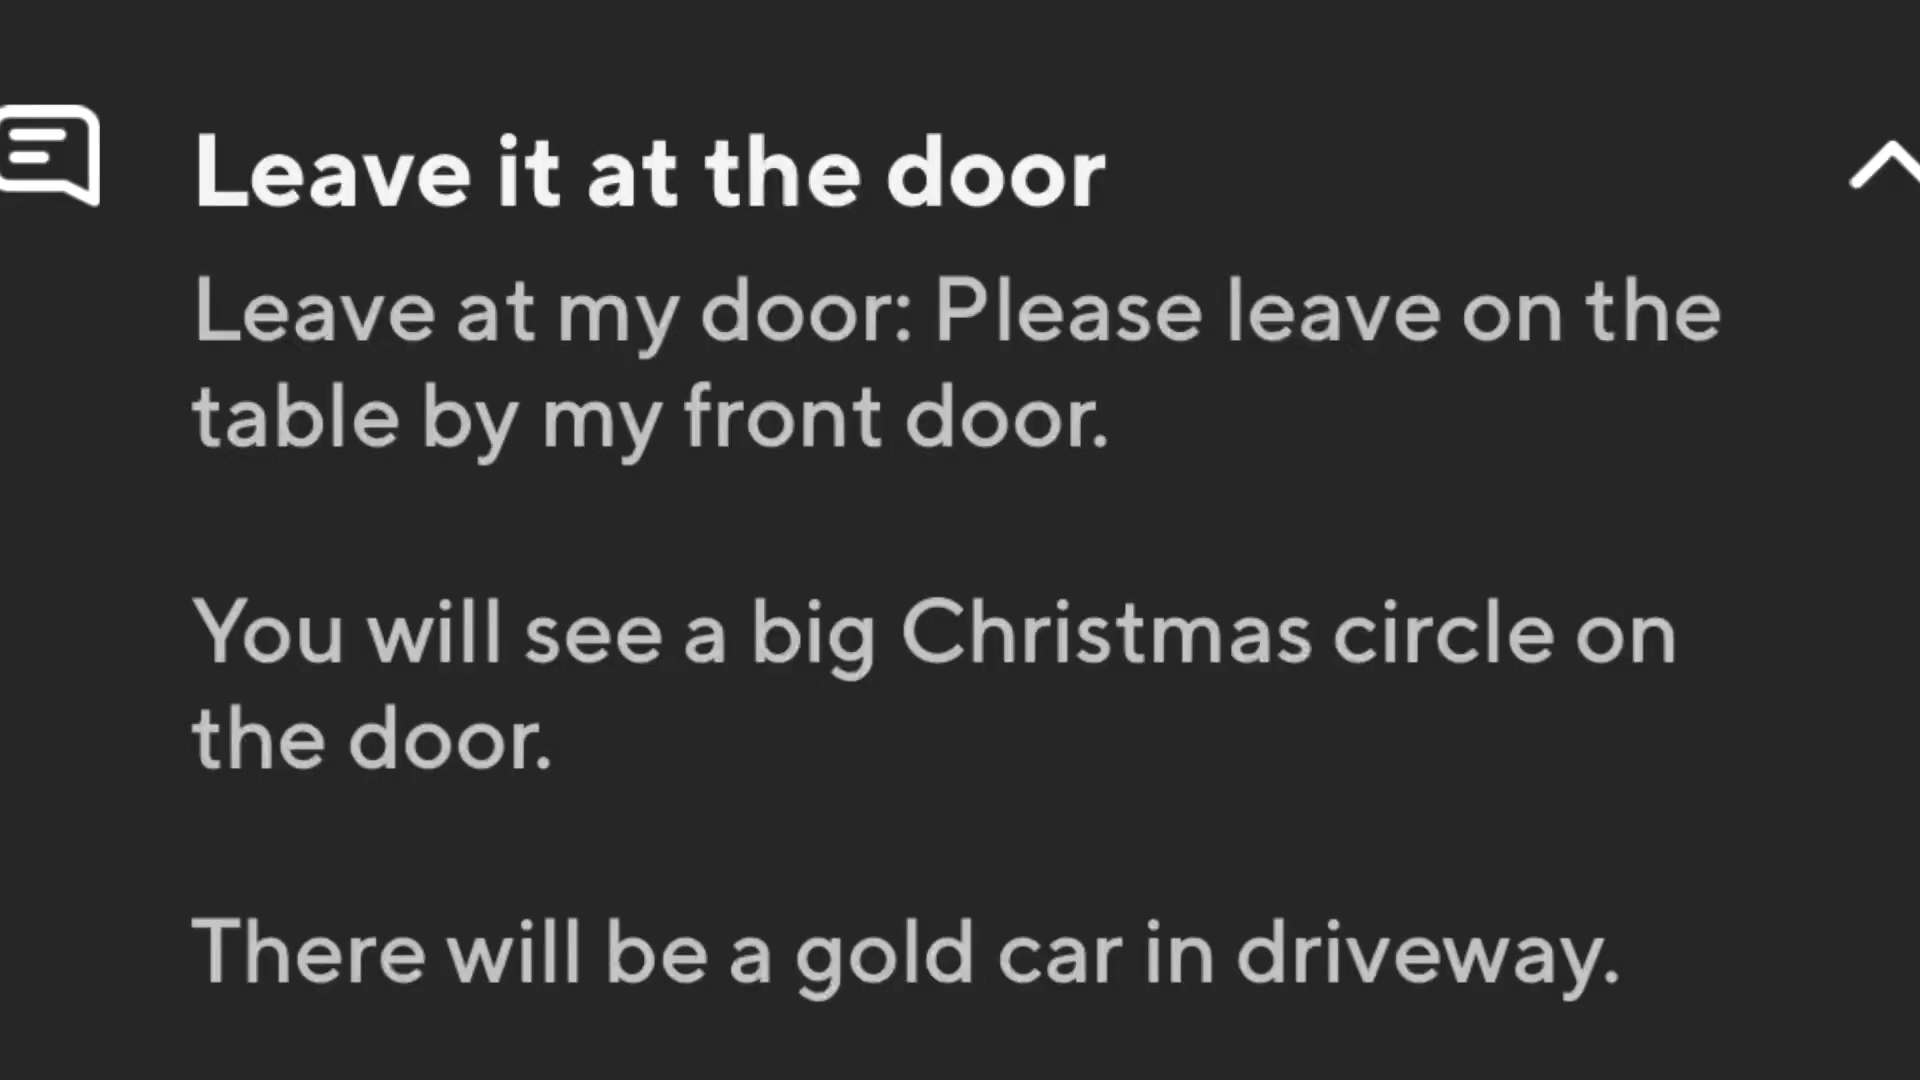 Leave it at the door
Leave at my door: Please leave on the
table by my front door.
You will see a big Christmas circle on
the door.
There will be a gold car in driveway.